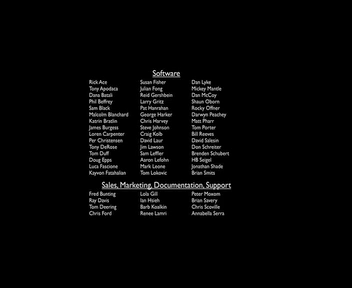 Software
Rick Ace Susan Fisher Dan Lyke
Tony Apodaca Julian Fong Mickey Mantle
Dana Batali Reid Gershbein Dan McCoy
Phil Beffrey Larry Gritz Shaun Oborn
Sam Black Pat Hanrahan Rocky Offner
Malcolm Blanchard George Harker Darwyn Peachey
Katrin Bratlin Chris Harvey Matt Pharr
James Burgess Steve Johnson Tom Porter
Loren Carpenter Craig Kolb Bill Reeves
Per Christensen David Laur David Salesin
Tony DeRose Jim Lawson Don Schreiter
Tom Duff Sam Leffler Brenden Schubert
Doug Epps Aaron Lefohn HB Seigel
Luca Fascione Mark Leone Jonathan Shade
Kayvon Fatahalian Tom Lokovic Brian Smits
Sales, Marketing, Documentation, Support
Fred Bunting Lola Gill Peter Moxom
Ray Davis Ian Hsieh Brian Savery
Tom Deering Barb Koalkin Chris Scoville
Chris Ford Renee Lamri Annabella Serra